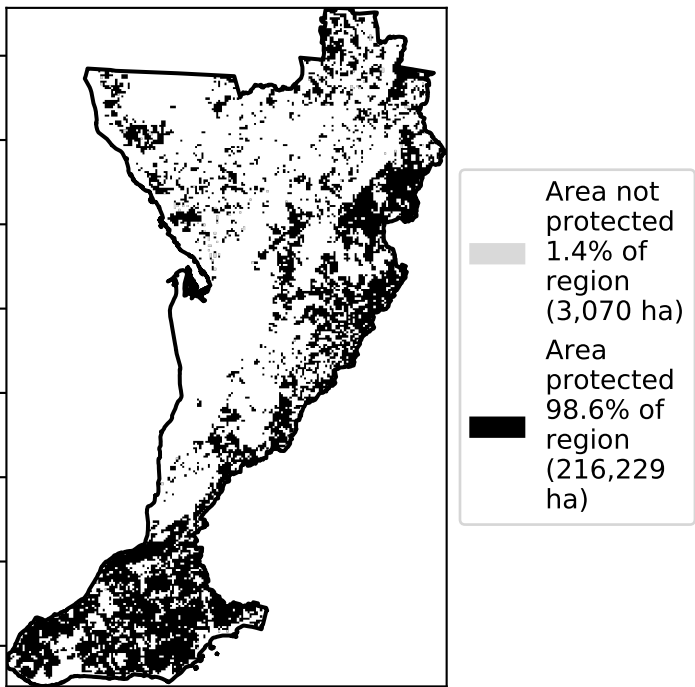 Area not
protected
1.4% of
region
(3,070 ha)
Area
protected
98.6% of
region
(216,229
ha)